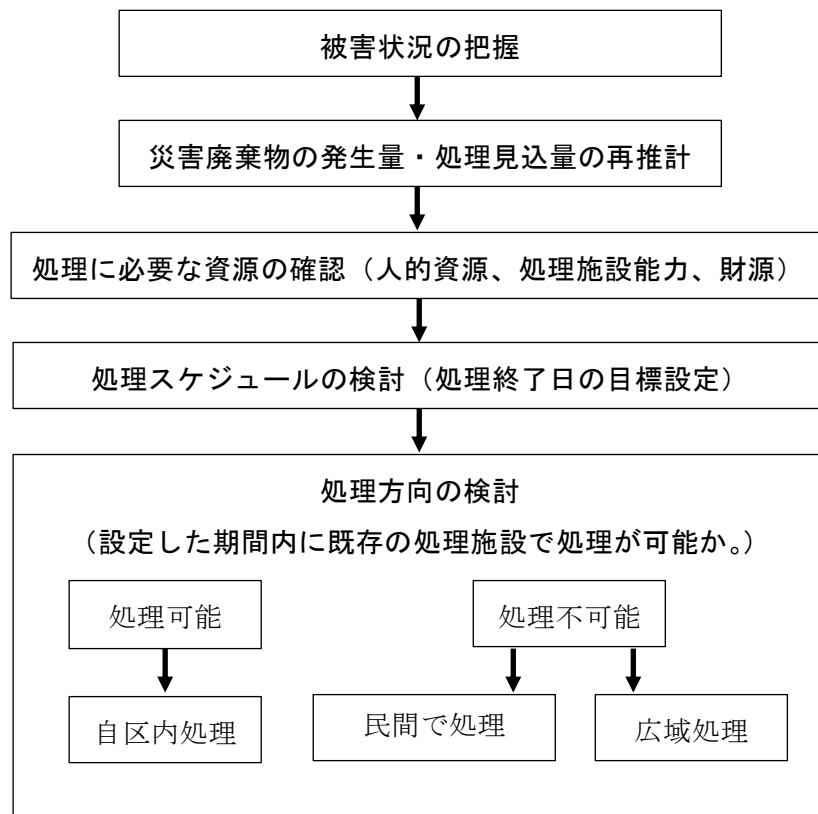 被害状況の把握
災害廃棄物の発生量・処理見込量の再推計
処理に必要な資源の確認（人的資源、処理施設能力、財源）
処理スケジュールの検討（処理終了日の目標設定）
処理方向の検討
（設定した期間内に既存の処理施設で処理が可能か。）
処理可能
処理不可能
自区内処理
民間で処理
広域処理